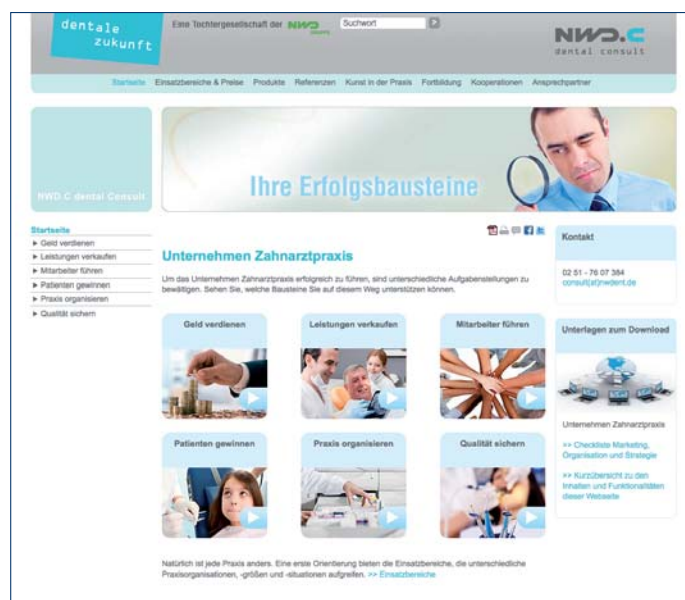 dentale
zukunft
Eine Tochtergesellschaft der NWD
Suchwort
NWD.C
dental consult
Startseite Einsatzbereiche & Preise Produkte Referenzen Kunst in der Praxis Fortbildung Kooperationen Ansprechpartner
NWD C dental Consult
Ihre Erfolgsbausteine
Startseite
Geld verdienen
Leistungen verkaufen
Mitarbeiter führen
Patienten gewinnen
Praxis organisieren
Qualität sichern
Unternehmen Zahnarztpraxis
Um das Unternehmen Zahnarztpraxis erfolgreich zu führen, sind unterschiedliche Aufgabenstellungen zu
bewältigen. Sehen Sie, welche Bausteine Sie auf diesem Weg unterstützen können.
Geld verdienen
Leistungen verkaufen
Mitarbeiter führen
Patienten gewinnen
Praxis organisieren
Qualität sichern
Natürlich ist jede Praxis anders. Eine erste Orientierung bieten die Einsatzbereiche, die unterschiedliche
Praxisorganisationen, -größen und -situationen aufgreifen. >> Einsatzbereiche
Kontakt
02 51 - 76 07 384
consult[at]nwdent.de
Unterlagen zum Download
Unternehmen Zahnarztpraxis
>> Checkliste Marketing,
Organisation und Strategie
>> Kurzübersicht zu den
Inhalten und Funktionalitäten
dieser Webseite